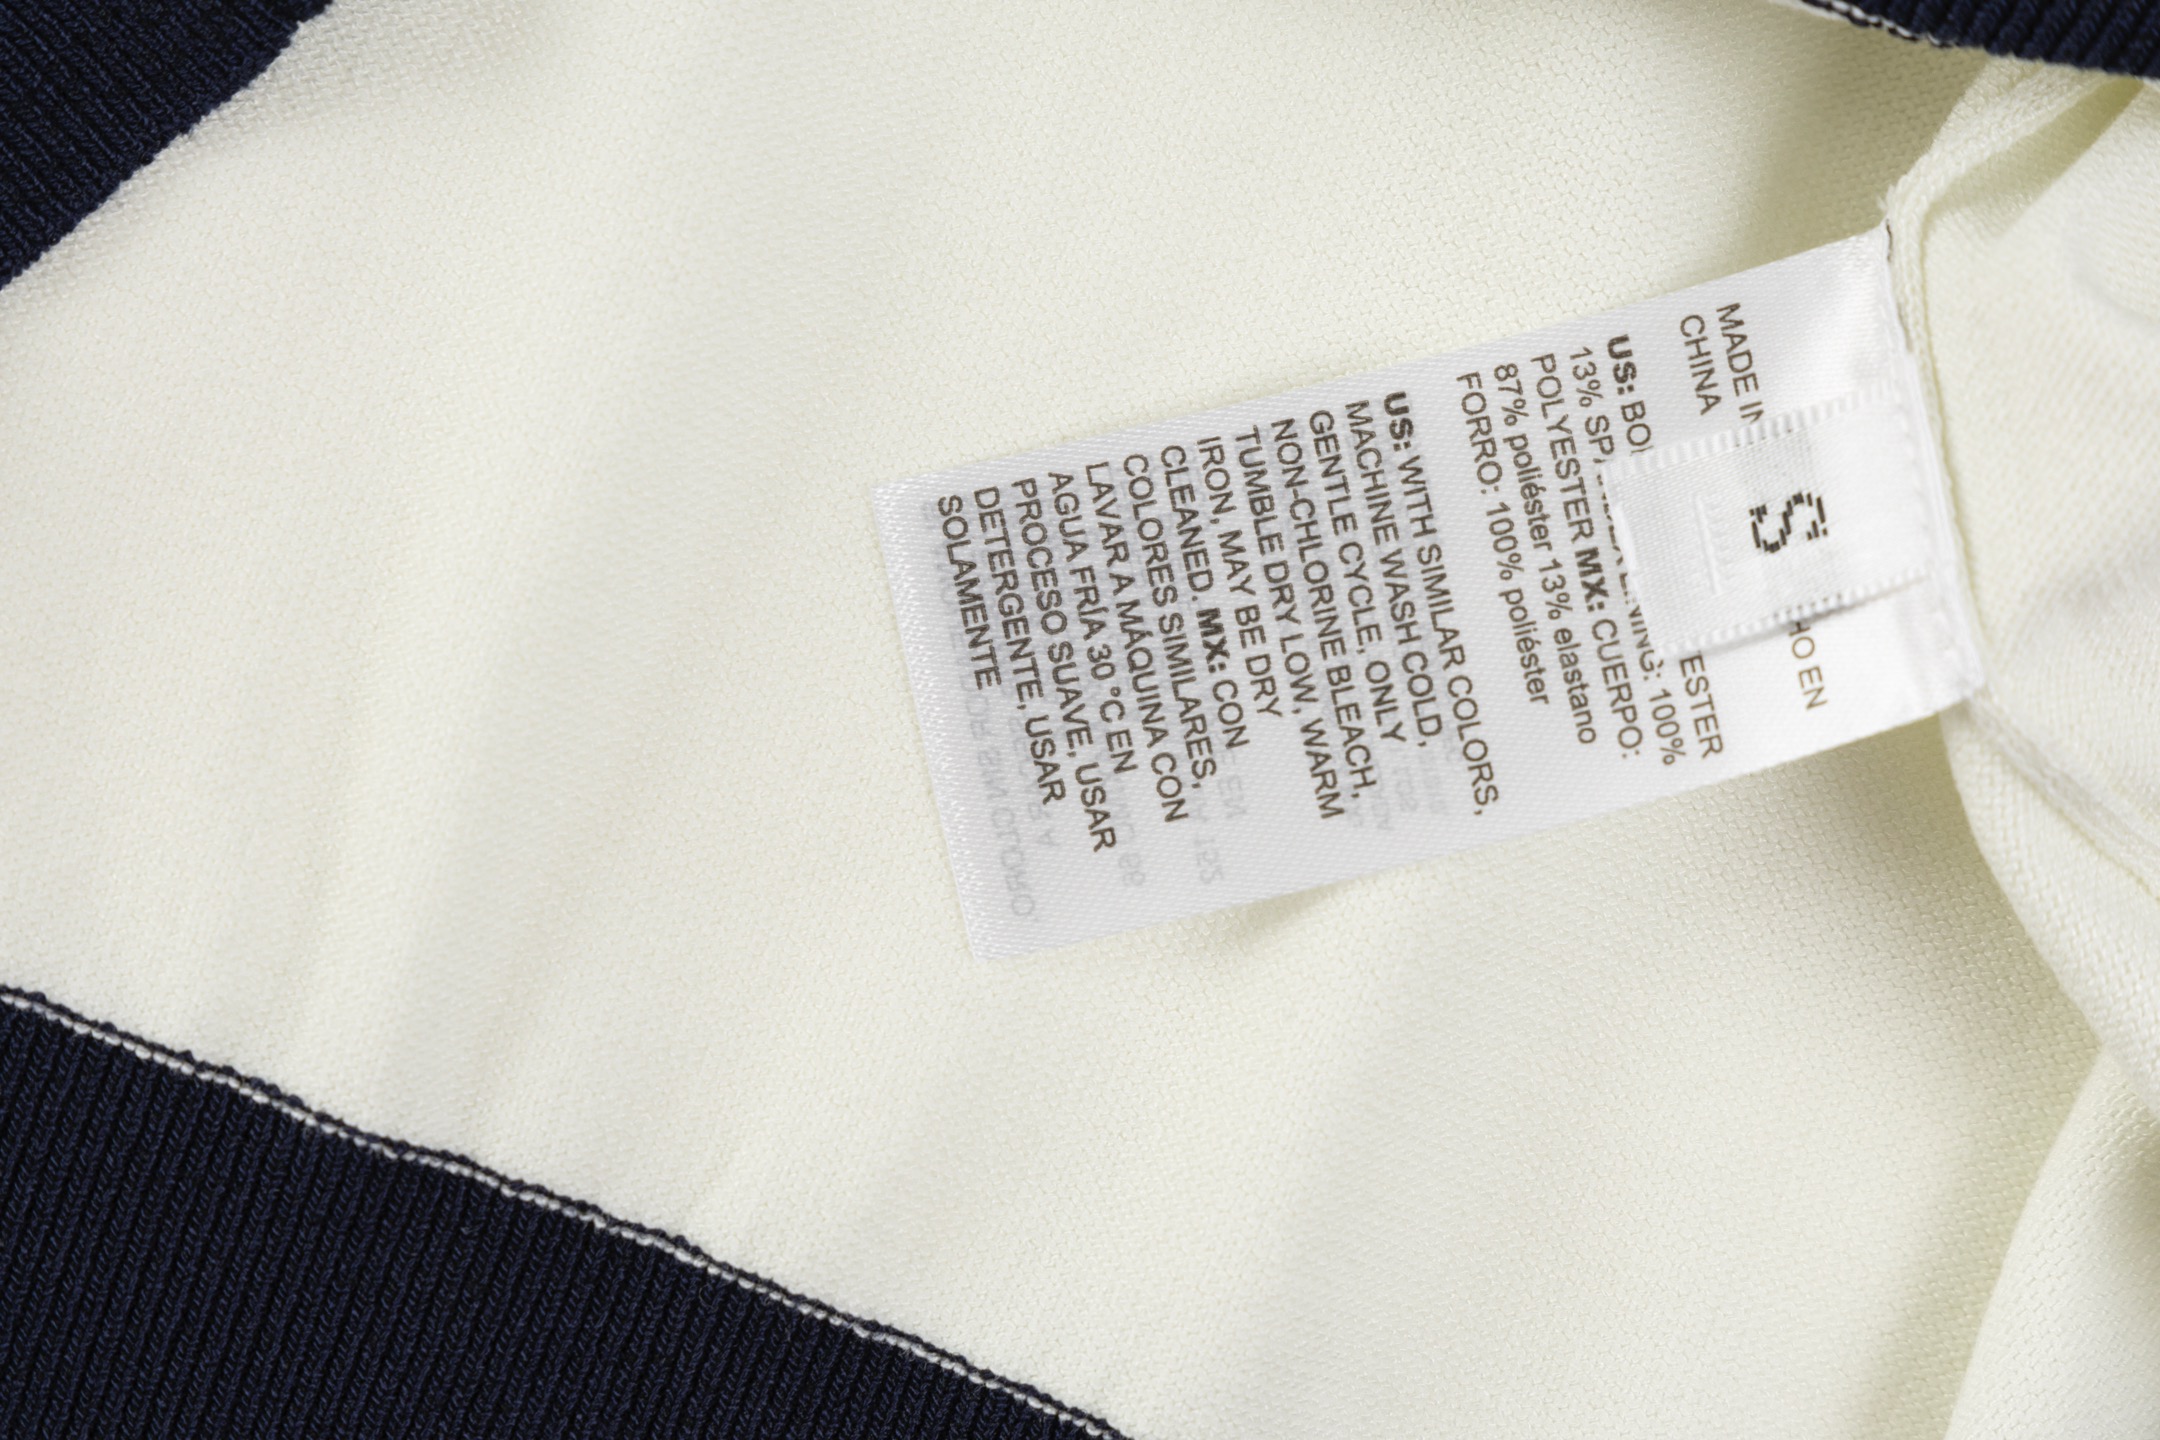 MADE IN
CHINA
HO EN
S
US: BO
ESTER
13% SP
LINING: 100%
POLYESTER MX: CUERPO:
87% poliéster 13% elastano
FORRO: 100% poliéster
US: WITH SIMILAR COLORS,
MACHINE WASH COLD,
GENTLE CYCLE, ONLY
NON-CHLORINE BLEACH,
TUMBLE DRY LOW, WARM
IRON, MAY BE DRY
CLEANED. MX: CON
COLORES SIMILARES,
LAVAR A MÁQUINA CON
AGUA FRÍA 30 °C EN
PROCESO SUAVE, USAR
DETERGENTE, USAR
SOLAMENTE